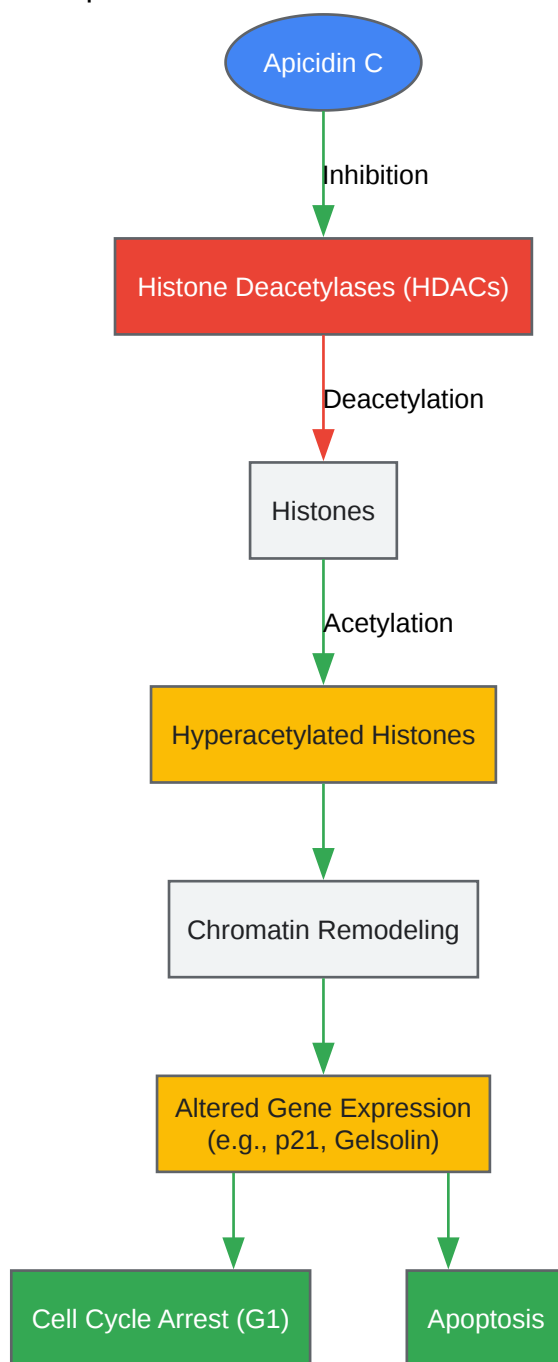 Apicidin C
Inhibition
Histone Deacetylases (HDACs)
Deacetylation
Histones
Acetylation
Hyperacetylated Histones
Chromatin Remodeling
Altered Gene Expression
(e.g., p21, Gelsolin)
Cell Cycle Arrest (G1)
Apoptosis